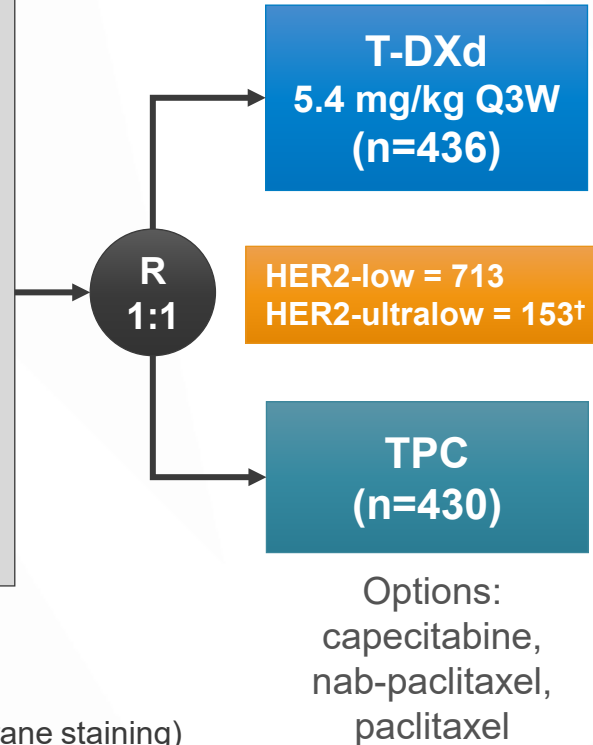 T-DXd
5.4 mg/kg Q3W
(n=436)
R
1:1
HER2-low = 713
HER2-ultralow = 153†
TPC
(n=430)
Options:
capecitabine,
nab-paclitaxel,
paclitaxel
staining)